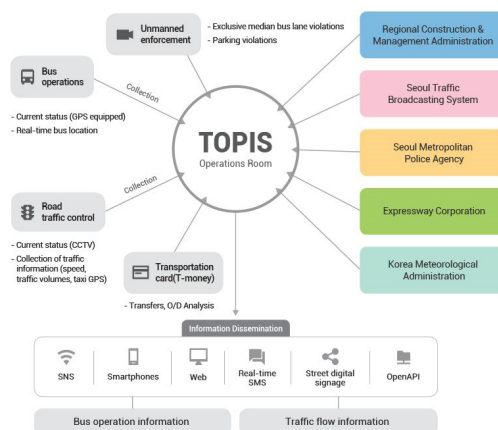 Unmanned
enforcement
- Exclusive median bus lane violations
- Parking violations
Regional Construction &
Management Administration
Bus
operations
Collection
- Current status (GPS equipped)
- Real-time bus location
Seoul Traffic
Broadcasting System
TOPIS
Operations Room
Seoul Metropolitan
Police Agency
Collection
Road
traffic control
- Current status (CCTV)
- Collection of traffic
information (speed,
traffic volumes, taxi GPS)
Expressway Corporation
Transportation
card(T-money)
- Transfers, O/D Analysis
Korea Meteorological
Administration
Information Dissemination
SNS
Smartphones
Web
Real-time
SMS
Street digital
signage
OpenAPI
Bus operation information
Traffic flow information